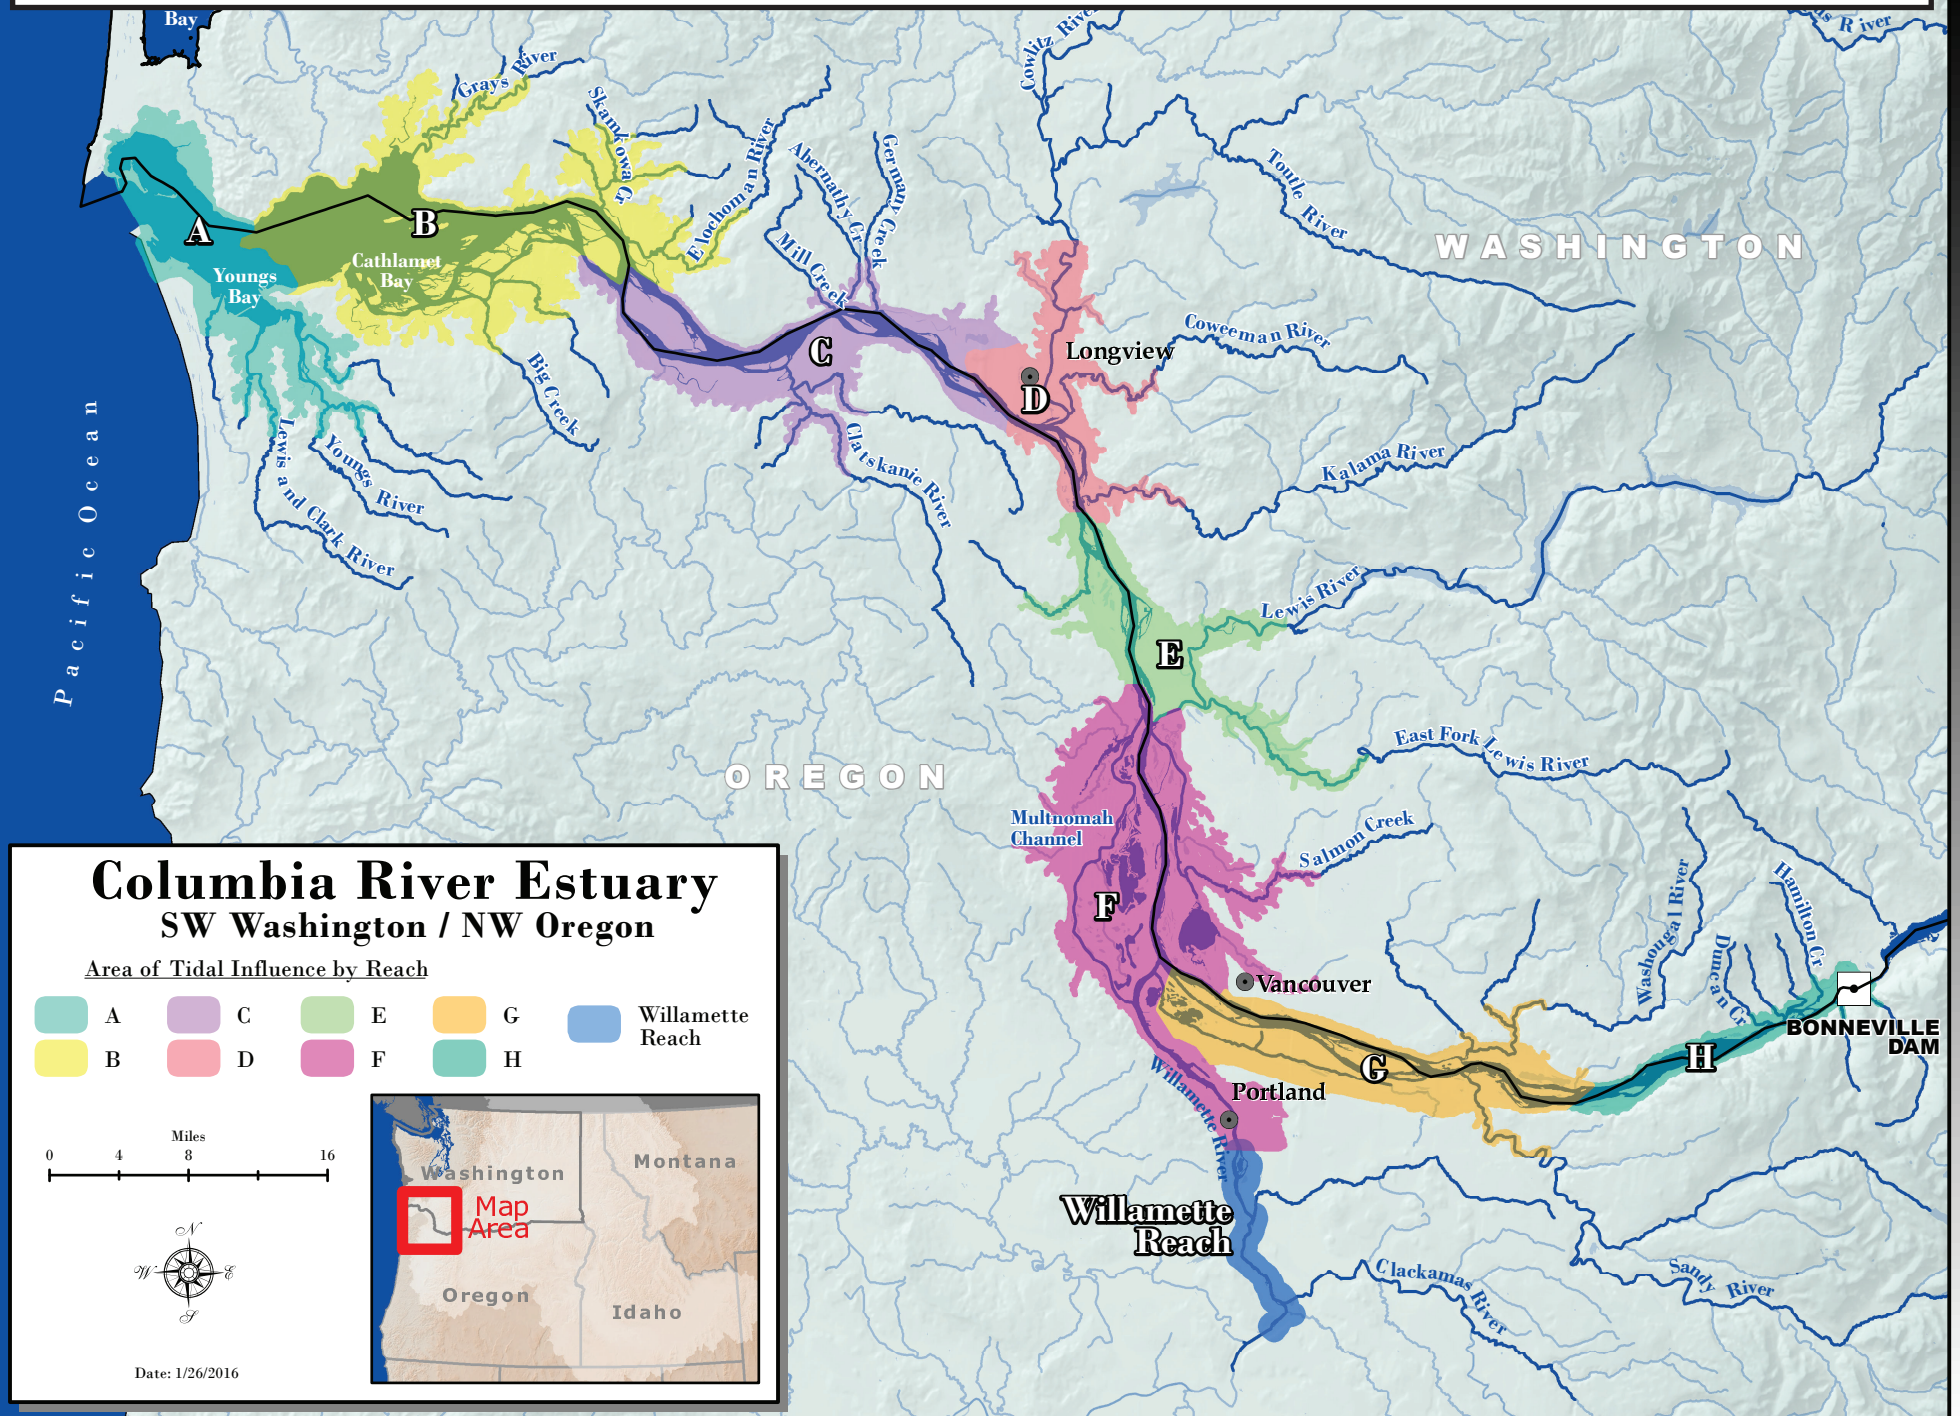 Bay
Grays River
Skamokowa Cr
Elochoman River
Abernathy Cr
Germany Creek
Mill Creek
Cowlitz River
as River
Toutle River
WASHINGTON
A
B
Cathlamet
Bay
Youngs
Bay
C
Longview
D
Coweeman River
Kalama River
Big Creek
Clatskanie River
Lewis and Clark River
Youngs River
Pacific Ocean
Lewis River
E
East Fork Lewis River
OREGON
Multnomah
Channel
Salmon Creek
F
Vancouver
Washougal River
Duncan Cr
Hamilton Cr
BONNEVILLE
DAM
G
H
Portland
Willamette River
Willamette
Reach
Clackamas River
Sandy River
Columbia River Estuary
SW Washington / NW Oregon
Area of Tidal Influence by Reach
A
C
E
G
Willamette
Reach
B
D
F
H
Miles
0 4 8 16
N
W E
S
Date: 1/26/2016
Washington
Montana
Map
Area
Oregon
Idaho